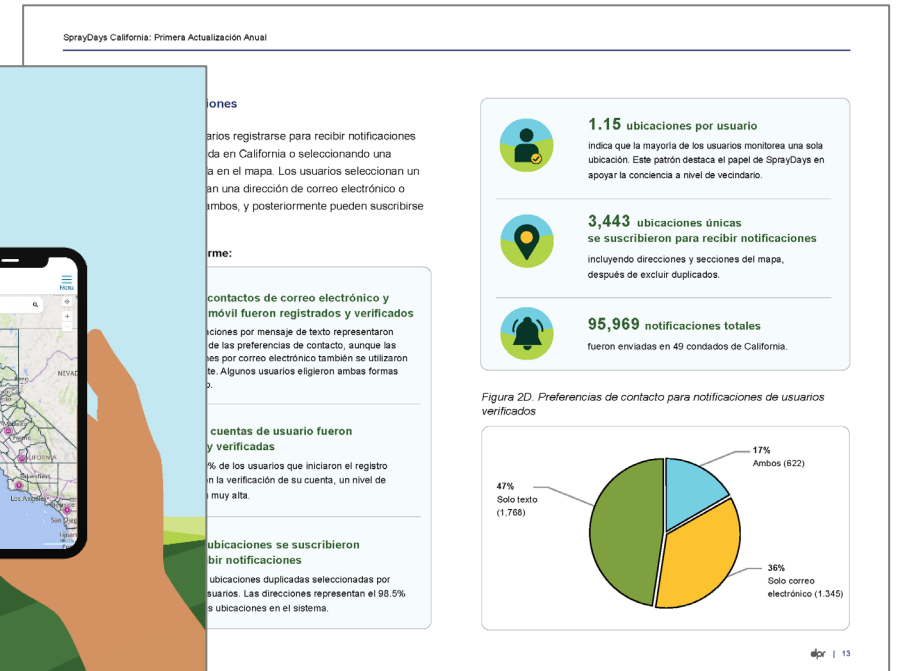 SprayDays California: Primera Actualización Anual
iones
arios registrarse para recibir notificaciones
da en California o seleccionando una
a en el mapa. Los usuarios seleccionan un
an una dirección de correo electrónico o
ambos, y posteriormente pueden suscribirse
rme:
contactos de correo electrónico y
móvil fueron registrados y verificados
aciones por mensaje de texto representaron
de las preferencias de contacto, aunque las
nes por correo electrónico también se utilizaron
te. Algunos usuarios eligieron ambas formas
o.
cuentas de usuario fueron
y verificadas
% de los usuarios que iniciaron el registro
n la verificación de su cuenta, un nivel de
muy alta.
ubicaciones se suscribieron
bir notificaciones
ubicaciones duplicadas seleccionadas por
suarios. Las direcciones representan el 98.5%
s ubicaciones en el sistema.
Menu
NEVAD
Reno
Modesto
Fresno
CALIFORNIA
Bakersfield
Los Angeles
San Dieg
Tijuan
1.15 ubicaciones por usuario
indica que la mayoría de los usuarios monitorea una sola
ubicación. Este patrón destaca el papel de SprayDays en
apoyar la conciencia a nivel de vecindario.
3,443 ubicaciones únicas
se suscribieron para recibir notificaciones
incluyendo direcciones y secciones del mapa,
después de excluir duplicados.
95,969 notificaciones totales
fueron enviadas en 49 condados de California.
Figura 2D. Preferencias de contacto para notificaciones de usuarios
verificados
17%
Ambos (622)
47%
Solo texto
(1,768)
36%
Solo correo
electrónico (1.345)
dpr | 13